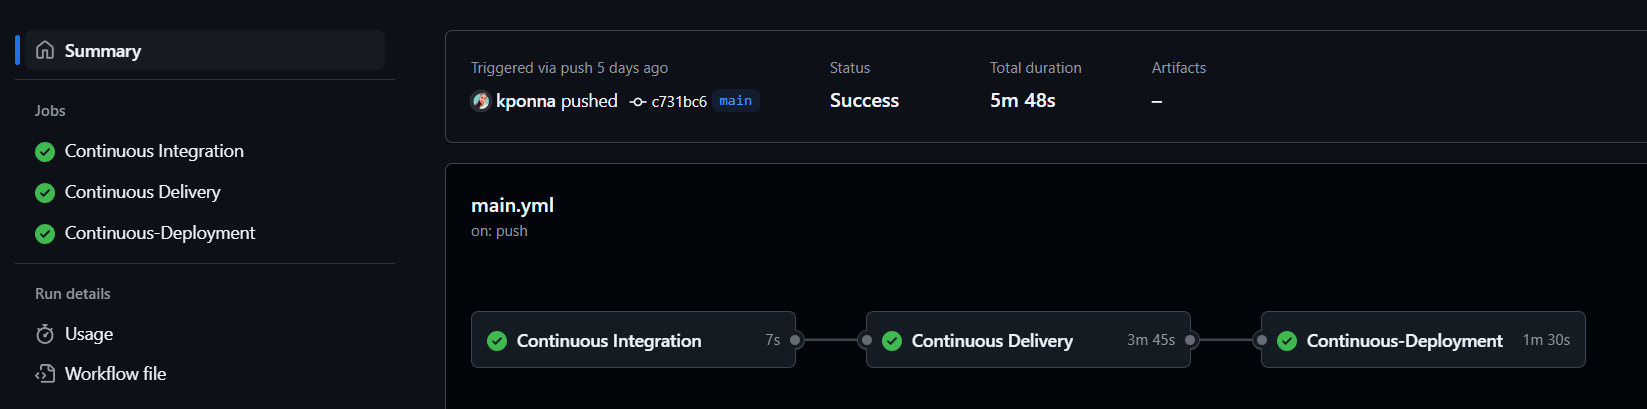 Summary
Jobs
Continuous Integration
Continuous Delivery
Continuous-Deployment
Run details
Usage
Workflow file
Triggered via push 5 days ago
kponna pushed c731bc6 main
Status
Success
Total duration
5m 48s
Artifacts
–
main.yml
on: push
Continuous Integration 7s
Continuous Delivery 3m 45s
Continuous-Deployment 1m 30s